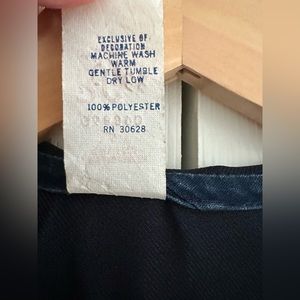 EXCLUSIVE OF
DECORATION
MACHINE WASH
WARM
GENTLE TUMBLE
DRY LOW
100% POLYESTER
RN 30628